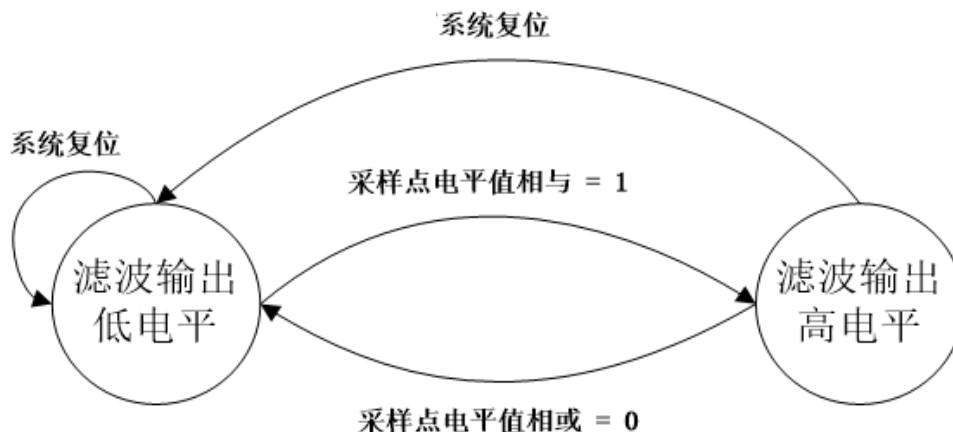 系统复位
系统复位
采样点电平值相与 = 1
滤波输出
低电平
滤波输出
高电平
采样点电平值相或 = 0